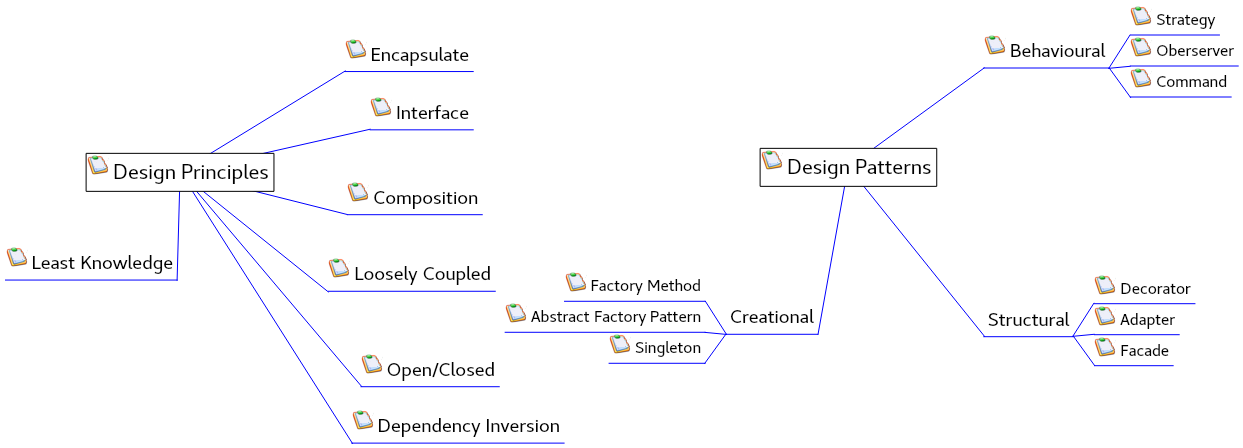 Design Principles
Encapsulate
Interface
Composition
Loosely Coupled
Open/Closed
Dependency Inversion
Least Knowledge
Design Patterns
Behavioural
Strategy
Oberserver
Command
Creational
Factory Method
Abstract Factory Pattern
Singleton
Structural
Decorator
Adapter
Facade